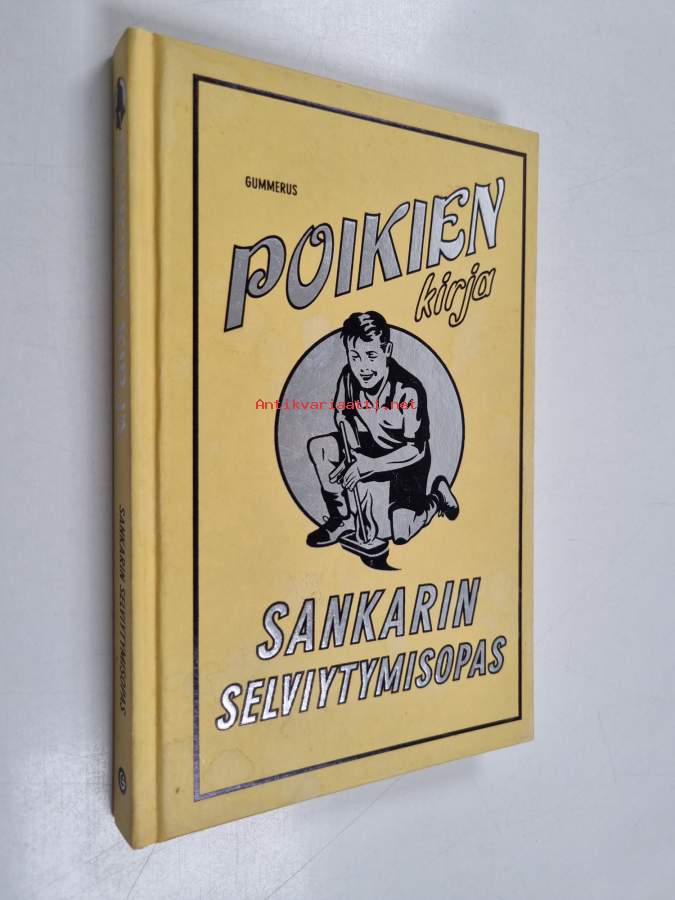 GUMMERUS
POIKIEN
kirja
Antikvariaatti.net
SANKARIN
SELVIYTYMISOPAS
POIKIEN KIRJA
SANKARIN SELVIYTYMISOPAS